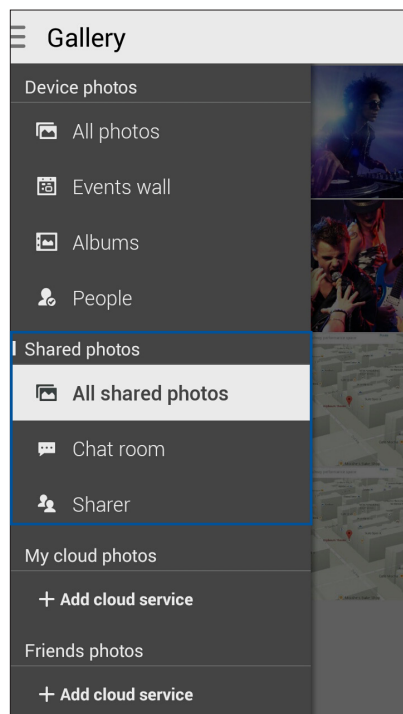 Gallery
Device photos
All photos
Events wall
Albums
People
Shared photos
All shared photos
Chat room
Sharer
My cloud photos
+ Add cloud service
Friends photos
+ Add cloud service